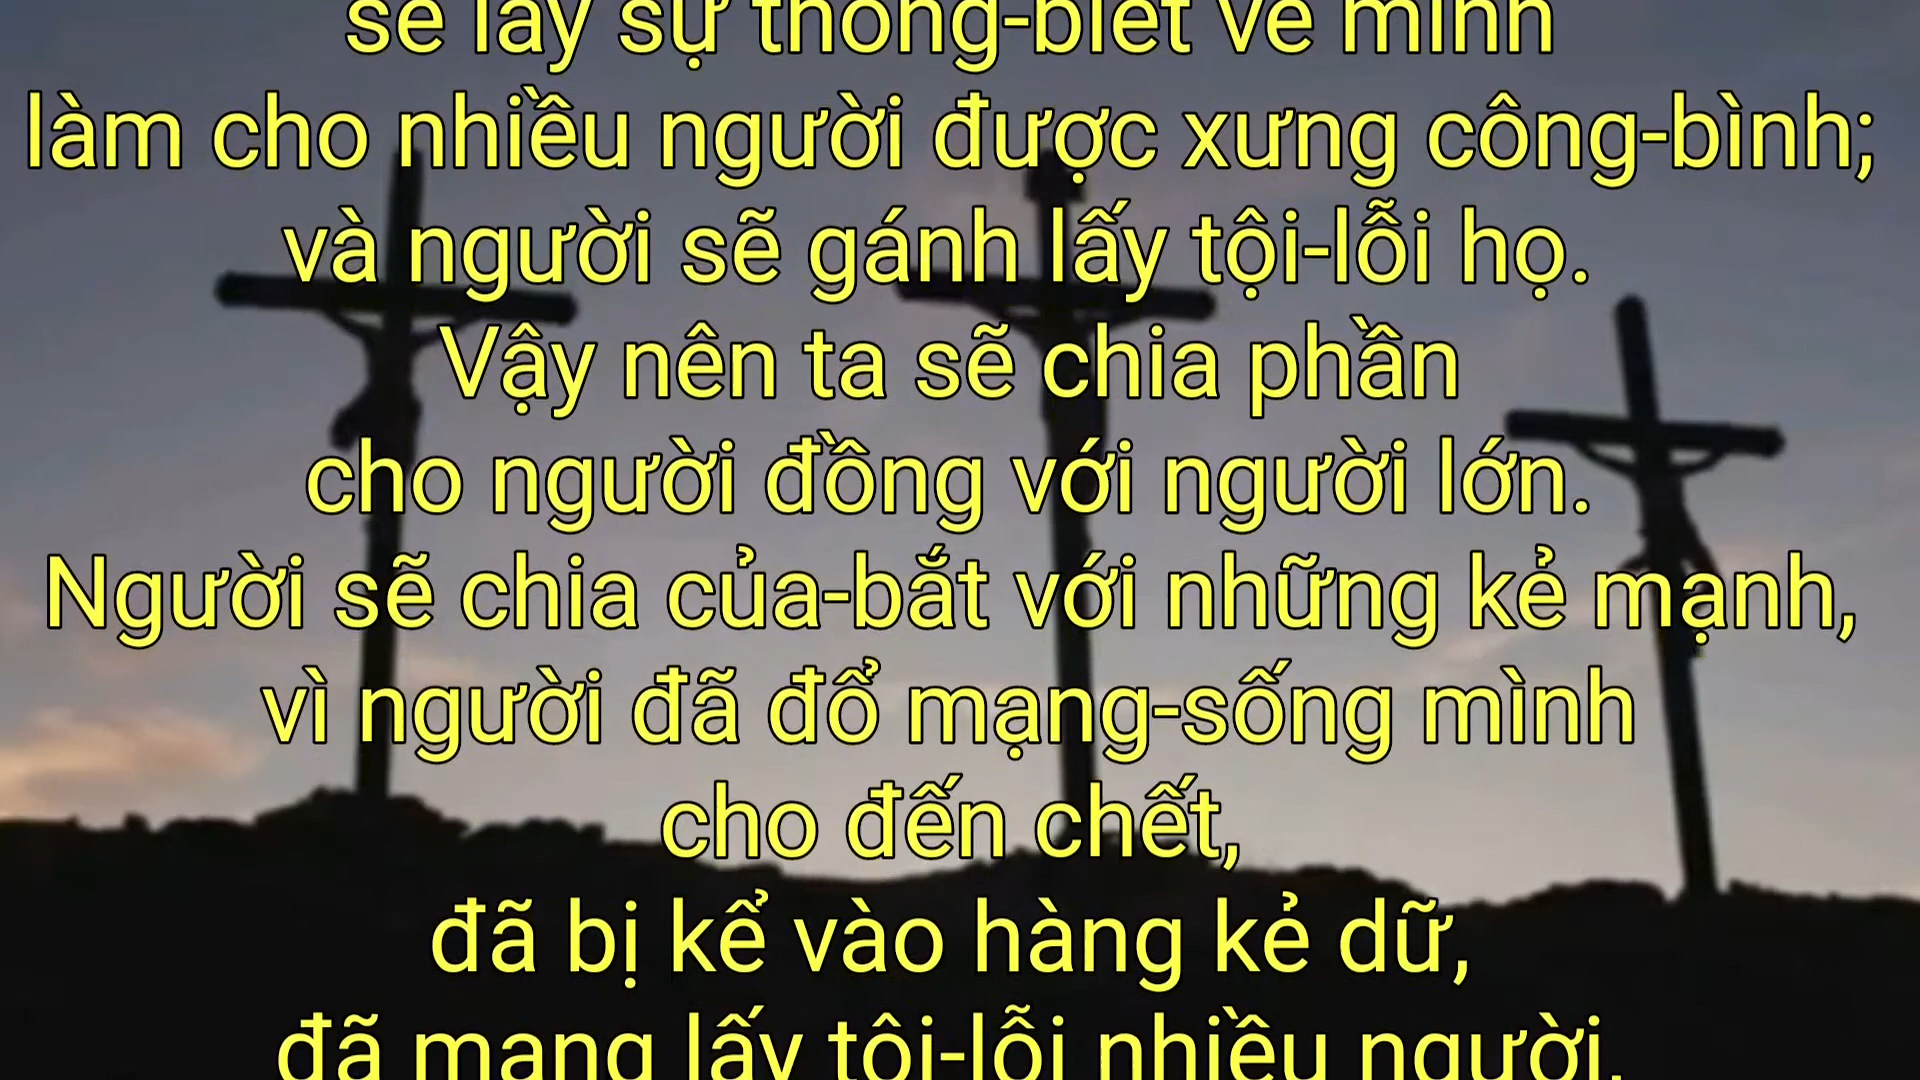 sẽ lấy sự thông-biết về mình
làm cho nhiều người được xưng công-bình;
và người sẽ gánh lấy tội-lỗi họ.
Vậy nên ta sẽ chia phần
cho người đồng với người lớn.
Người sẽ chia của-bắt với những kẻ mạnh,
vì người đã đổ mạng-sống mình
cho đến chết,
đã bị kể vào hàng kẻ dữ,
đã mang lấy tội-lỗi nhiều người,